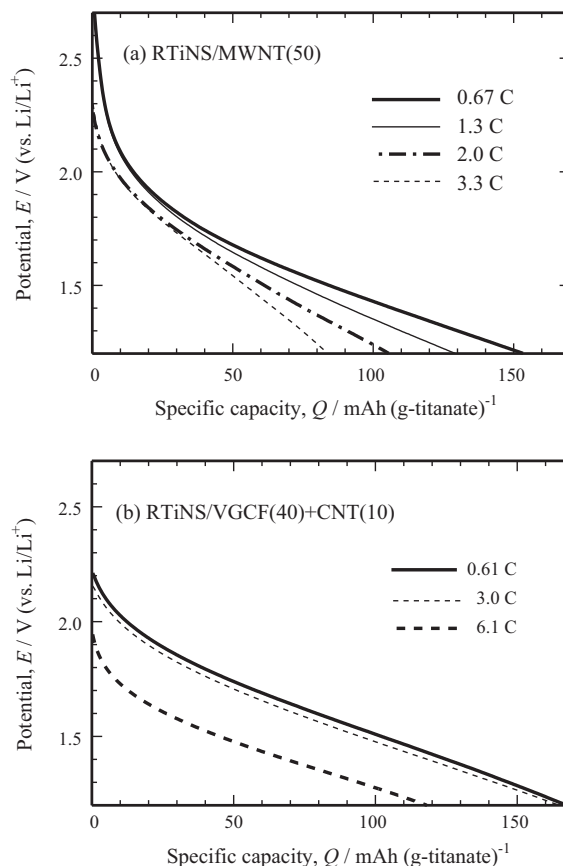 (a) RTiNS/MWNT(50)
0.67 C
1.3 C
2.0 C
3.3 C
2.5
2.0
1.5
Potential, E / V (vs. Li/Li+)
0 50 100 150
Specific capacity, Q / mAh (g-titanate)-1
(b) RTiNS/VGCF(40)+CNT(10)
0.61 C
3.0 C
6.1 C
2.5
2.0
1.5
Potential, E / V (vs. Li/Li+)
0 50 100 150
Specific capacity, Q / mAh (g-titanate)-1